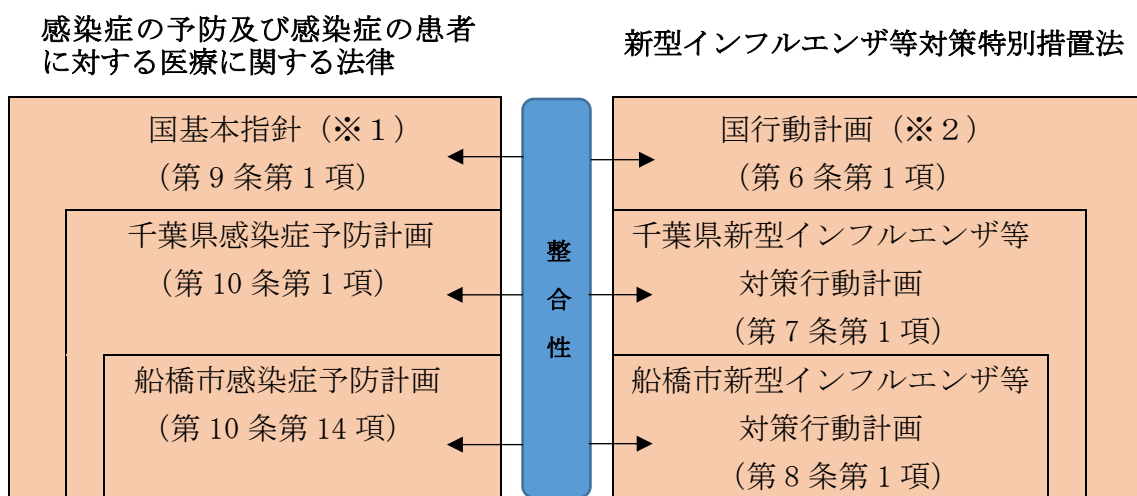 感染症の予防及び感染症の患者
に対する医療に関する法律
新型インフルエンザ等対策特別措置法
国基本指針（※１）
（第 9 条第 1 項）
国行動計画（※２）
（第 6 条第 1 項）
千葉県感染症予防計画
（第 10 条第 1 項）
整
合
性
千葉県新型インフルエンザ等
対策行動計画
（第 7 条第 1 項）
船橋市感染症予防計画
（第 10 条第 14 項）
船橋市新型インフルエンザ等
対策行動計画
（第 8 条第 1 項）